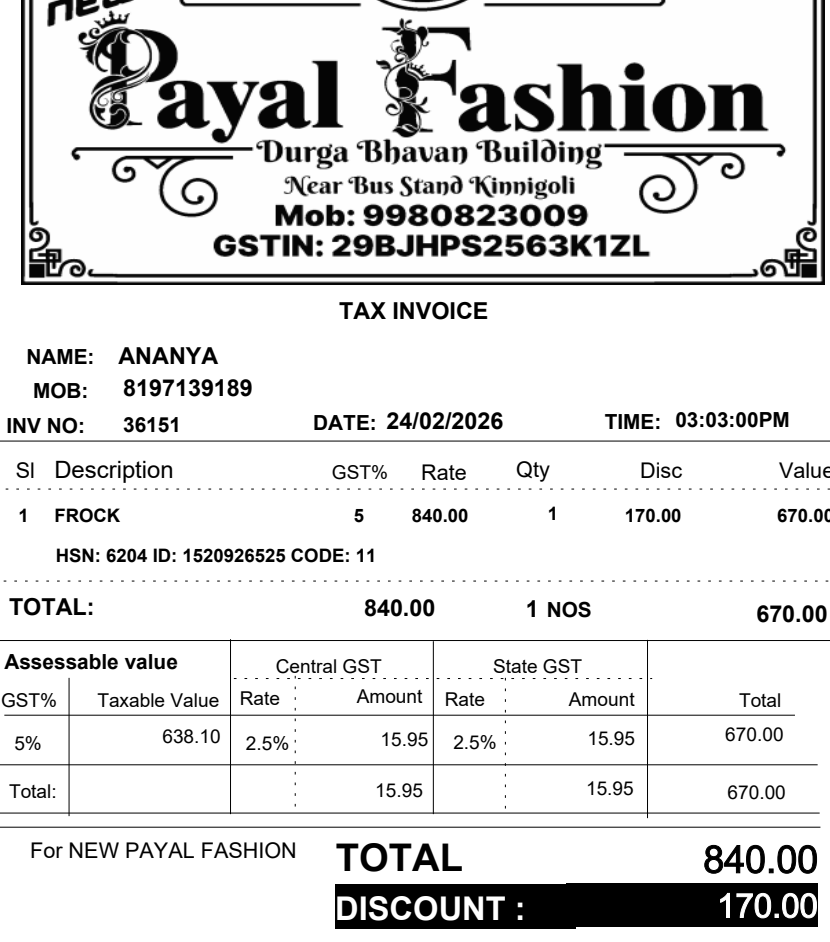 new
Payal Fashion
Durga Bhavan Building
Near Bus Stand Kinnigoli
Mob: 9980823009
GSTIN: 29BJHPS2563K1ZL
TAX INVOICE
NAME: ANANYA
MOB: 8197139189
INV NO: 36151 DATE: 24/02/2026 TIME: 03:03:00PM
Sl Description GST% Rate Qty Disc Value
1 FROCK 5 840.00 1 170.00 670.00
HSN: 6204 ID: 1520926525 CODE: 11
TOTAL: 840.00 1 NOS 670.00
Assessable value Central GST State GST
GST% Taxable Value Rate Amount Rate Amount Total
5% 638.10 2.5% 15.95 2.5% 15.95 670.00
Total: 15.95 15.95 670.00
For NEW PAYAL FASHION TOTAL 840.00
DISCOUNT : 170.00